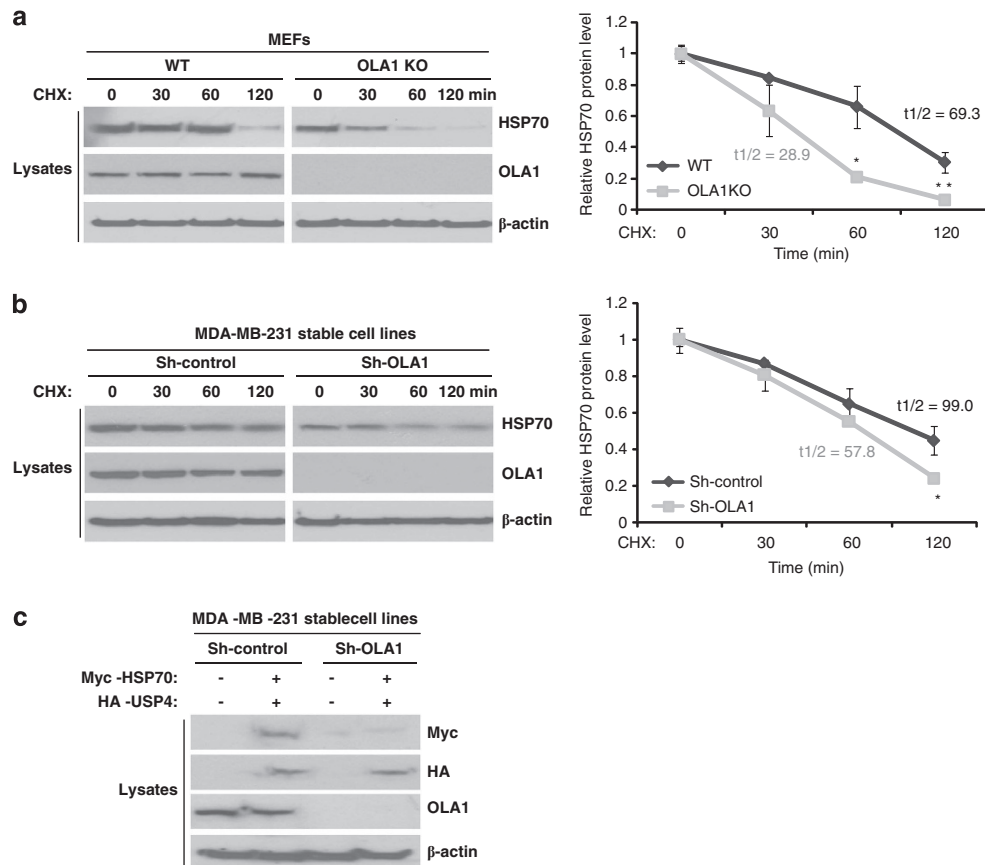 a
MEFs
WT OLA1 KO
CHX: 0 30 60 120 0 30 60 120 min
HSP70
OLA1
β-actin
Lysates
1.2
1
0.8
0.6
0.4
0.2
0
Relative HSP70 protein level
t1/2 = 69.3
t1/2 = 28.9
*
* *
WT
OLA1KO
CHX: 0 30 60 120
Time (min)
b
MDA-MB-231 stable cell lines
Sh-control Sh-OLA1
CHX: 0 30 60 120 0 30 60 120 min
HSP70
OLA1
β-actin
Lysates
1.2
1
0.8
0.6
0.4
0.2
0
Relative HSP70 protein level
t1/2 = 99.0
t1/2 = 57.8
*
Sh-control
Sh-OLA1
CHX: 0 30 60 120
Time (min)
c
MDA -MB -231 stablecell lines
Sh-control Sh-OLA1
Myc -HSP70: - + - +
HA -USP4: - + - +
Myc
HA
OLA1
β-actin
Lysates